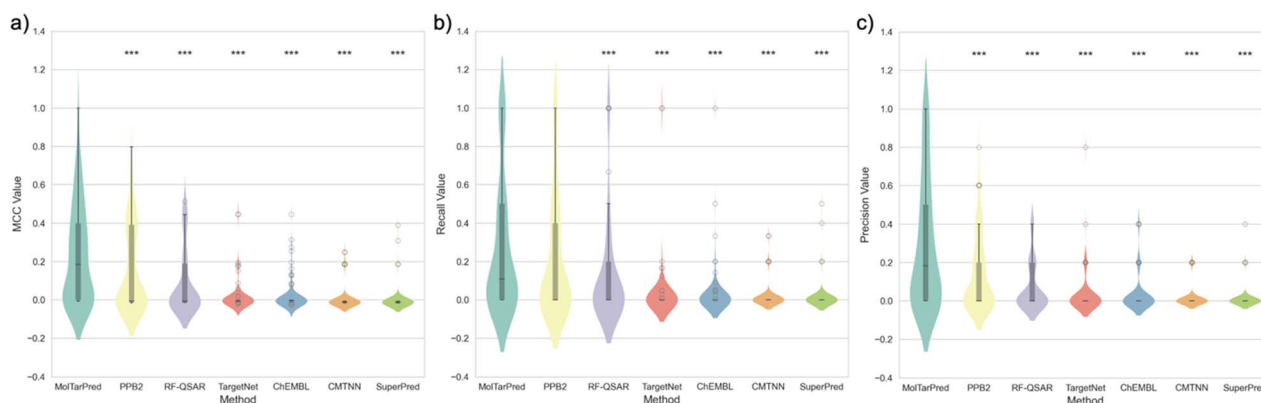 a)
*** *** *** *** *** ***
MCC Value
1.4
1.2
1.0
0.8
0.6
0.4
0.2
0.0
−0.2
−0.4
MolTarPred PPB2 RF-QSAR TargetNet ChEMBL CMTNN SuperPred
Method
b)
*** *** *** *** ***
Recall Value
1.4
1.2
1.0
0.8
0.6
0.4
0.2
0.0
−0.2
−0.4
MolTarPred PPB2 RF-QSAR TargetNet ChEMBL CMTNN SuperPred
Method
c)
*** *** *** *** *** ***
Precision Value
1.4
1.2
1.0
0.8
0.6
0.4
0.2
0.0
−0.2
−0.4
MolTarPred PPB2 RF-QSAR TargetNet ChEMBL CMTNN SuperPred
Method